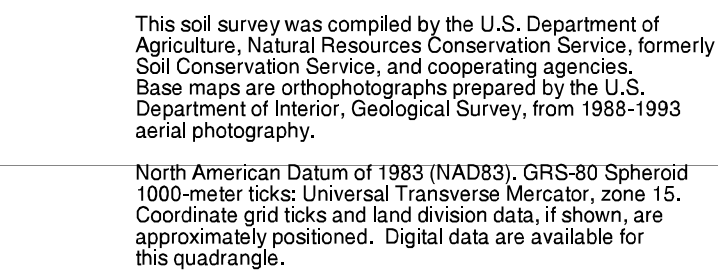 This soil survey was compiled by the U.S. Department of
Agriculture, Natural Resources Conservation Service, formerly
Soil Conservation Service, and cooperating agencies.
Base maps are orthophotographs prepared by the U.S.
Department of Interior, Geological Survey, from 1988-1993
aerial photography.
North American Datum of 1983 (NAD83). GRS-80 Spheroid
1000-meter ticks: Universal Transverse Mercator, zone 15.
Coordinate grid ticks and land division data, if shown, are
approximately positioned.  Digital data are available for
this quadrangle.